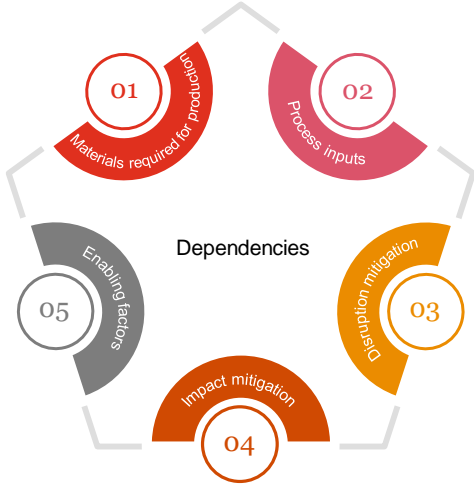 01
Materials required for production
02
Process inputs
Dependencies
03
Disruption mitigation
04
Impact mitigation
05
Enabling factors